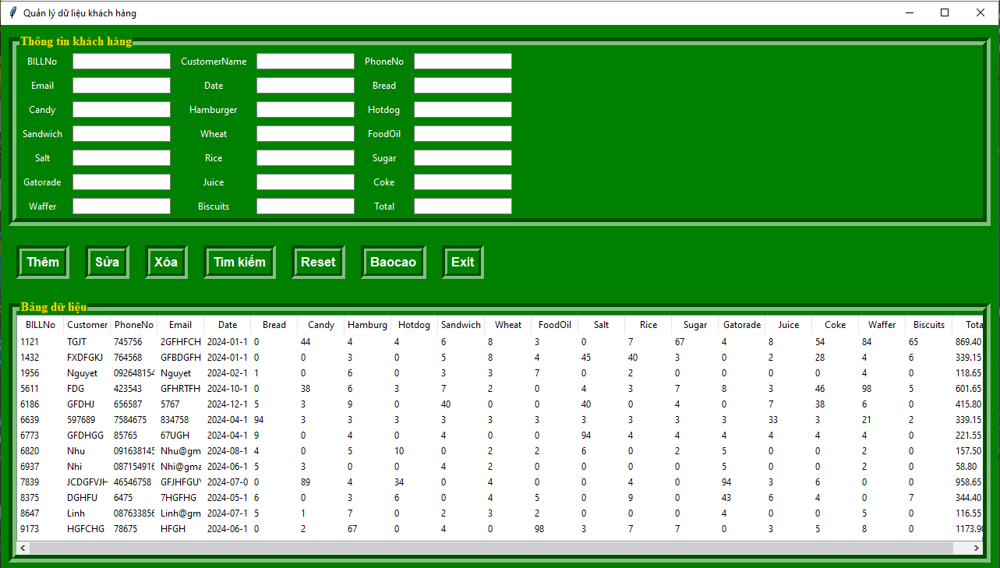 Quản lý dữ liệu khách hàng
Thông tin khách hàng
BILLNo CustomerName PhoneNo
Email Date Bread
Candy Hamburger Hotdog
Sandwich Wheat FoodOil
Salt Rice Sugar
Gatorade Juice Coke
Waffer Biscuits Total
Thêm Sửa Xóa Tìm kiếm Reset Baocao Exit
Bảng dữ liệu
BILLNo Customer PhoneNo Email Date Bread Candy Hamburg Hotdog Sandwich Wheat FoodOil Salt Rice Sugar Gatorade Juice Coke Waffer Biscuits Tota
1121 TGJT 745756 2GFHFCH 2024-01-1 0 44 4 4 6 8 3 0 7 67 4 8 54 84 65 869.40
1432 FXDFGKJ 764568 GFBDGFH 2024-01-1 0 0 3 0 5 8 4 45 40 3 0 2 28 4 6 339.15
1956 Nguyet 092648154 Nguyet 2024-02-1 1 0 6 0 3 3 7 0 2 0 0 0 0 4 0 118.65
5611 FDG 423543 GFHRTFH 2024-10-1 0 38 6 3 7 2 0 4 3 7 8 3 46 98 5 601.65
6186 GFDHJ 656587 5767 2024-12-1 5 3 9 0 40 0 0 40 0 4 0 7 38 6 0 415.80
6639 597689 7584675 834758 2024-04-1 94 3 3 3 3 3 3 3 3 3 3 33 3 21 2 339.15
6773 GFDHGG 85765 67UGH 2024-04-1 9 0 4 0 4 4 0 94 4 4 4 4 4 4 0 221.55
6820 Nhu 091638145 Nhu@gm 2024-08-1 4 0 5 10 0 2 2 6 0 2 5 0 0 2 0 157.50
6937 Nhi 087154916 Nhi@gma 2024-06-1 5 3 0 0 4 2 0 0 0 0 5 0 0 2 0 58.80
7839 JCDGFVJH 46546758 GFJHFGUY 2024-07-0 0 89 4 34 0 4 0 0 4 0 94 3 6 0 0 958.65
8375 DGHFU 6475 7HGFHG 2024-05-1 6 0 3 6 0 4 5 0 9 0 43 6 4 0 7 344.40
8647 Linh 087633856 Linh@gm 2024-07-1 5 1 7 0 2 3 2 0 0 0 4 0 0 5 0 116.55
9173 HGFCHG 78675 HFGH 2024-06-1 0 2 67 0 4 0 98 3 7 7 0 3 5 8 0 1173.90